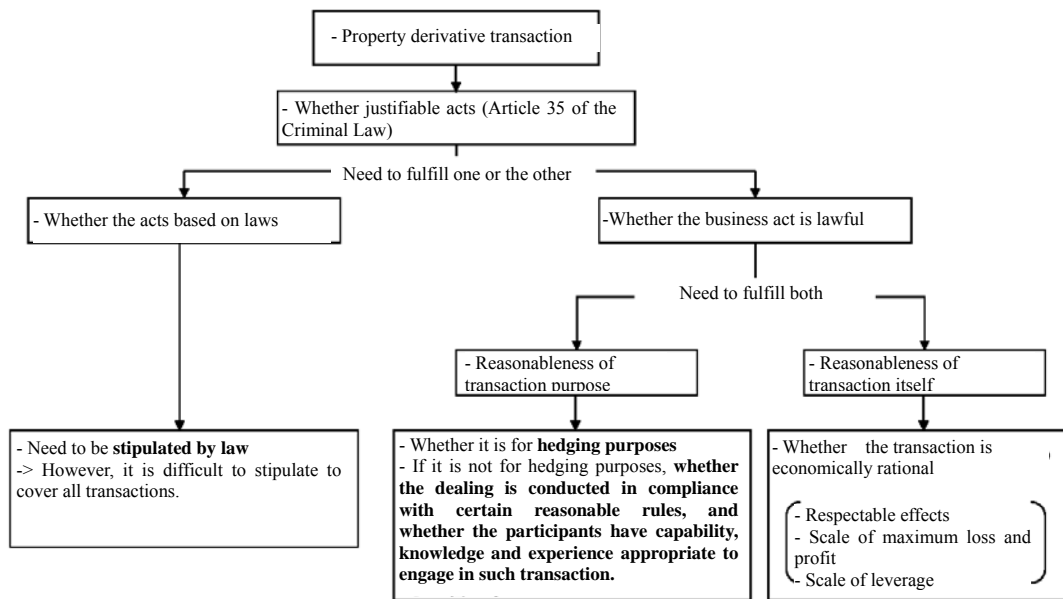 - Property derivative transaction
- Whether justifiable acts (Article 35 of the
Criminal Law)
Need to fulfill one or the other
- Whether the acts based on laws
-Whether the business act is lawful
Need to fulfill both
- Reasonableness of
transaction purpose
- Reasonableness of
transaction itself
- Need to be stipulated by law
-> However, it is difficult to stipulate to
cover all transactions.
- Whether it is for hedging purposes
- If it is not for hedging purposes, whether
the dealing is conducted in compliance
with certain reasonable rules, and
whether the participants have capability,
knowledge and experience appropriate to
engage in such transaction.
- Whether the transaction is
economically rational
- Respectable effects
- Scale of maximum loss and
profit
- Scale of leverage